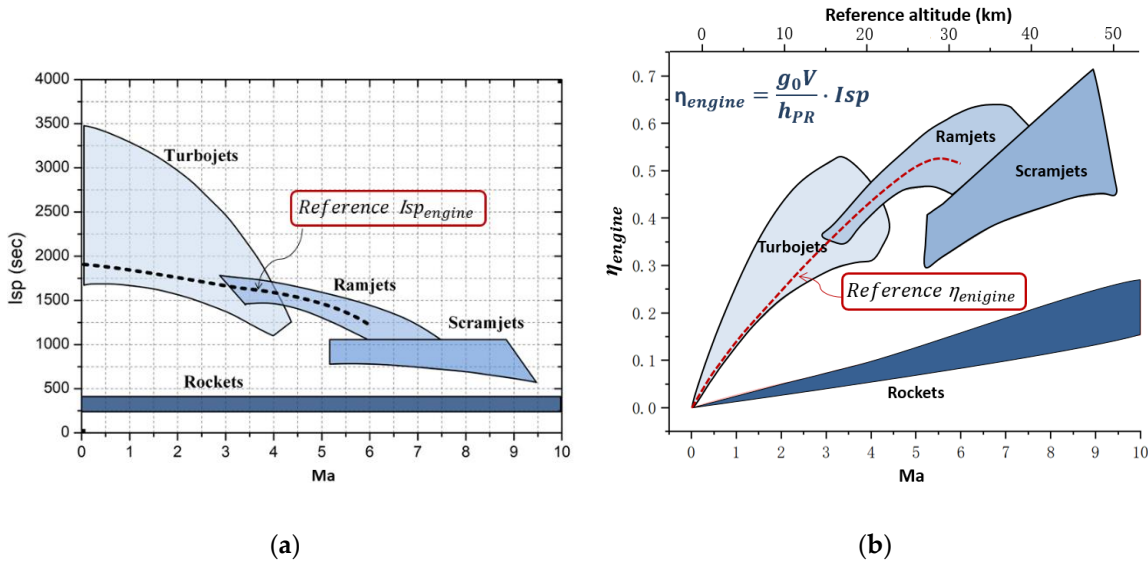 4000
3500
3000
2500
2000
1500
1000
500
0
Isp (sec)
Turbojets
Reference Isp_engine
Ramjets
Scramjets
Rockets
0 1 2 3 4 5 6 7 8 9 10
Ma
(a)
Reference altitude (km)
0 10 20 30 40 50
0.7
0.6
0.5
0.4
0.3
0.2
0.1
0.0
η_engine
η_engine = g₀V / h_PR · Isp
Ramjets
Scramjets
Turbojets
Reference η_enigine
Rockets
0 1 2 3 4 5 6 7 8 9 10
Ma
(b)